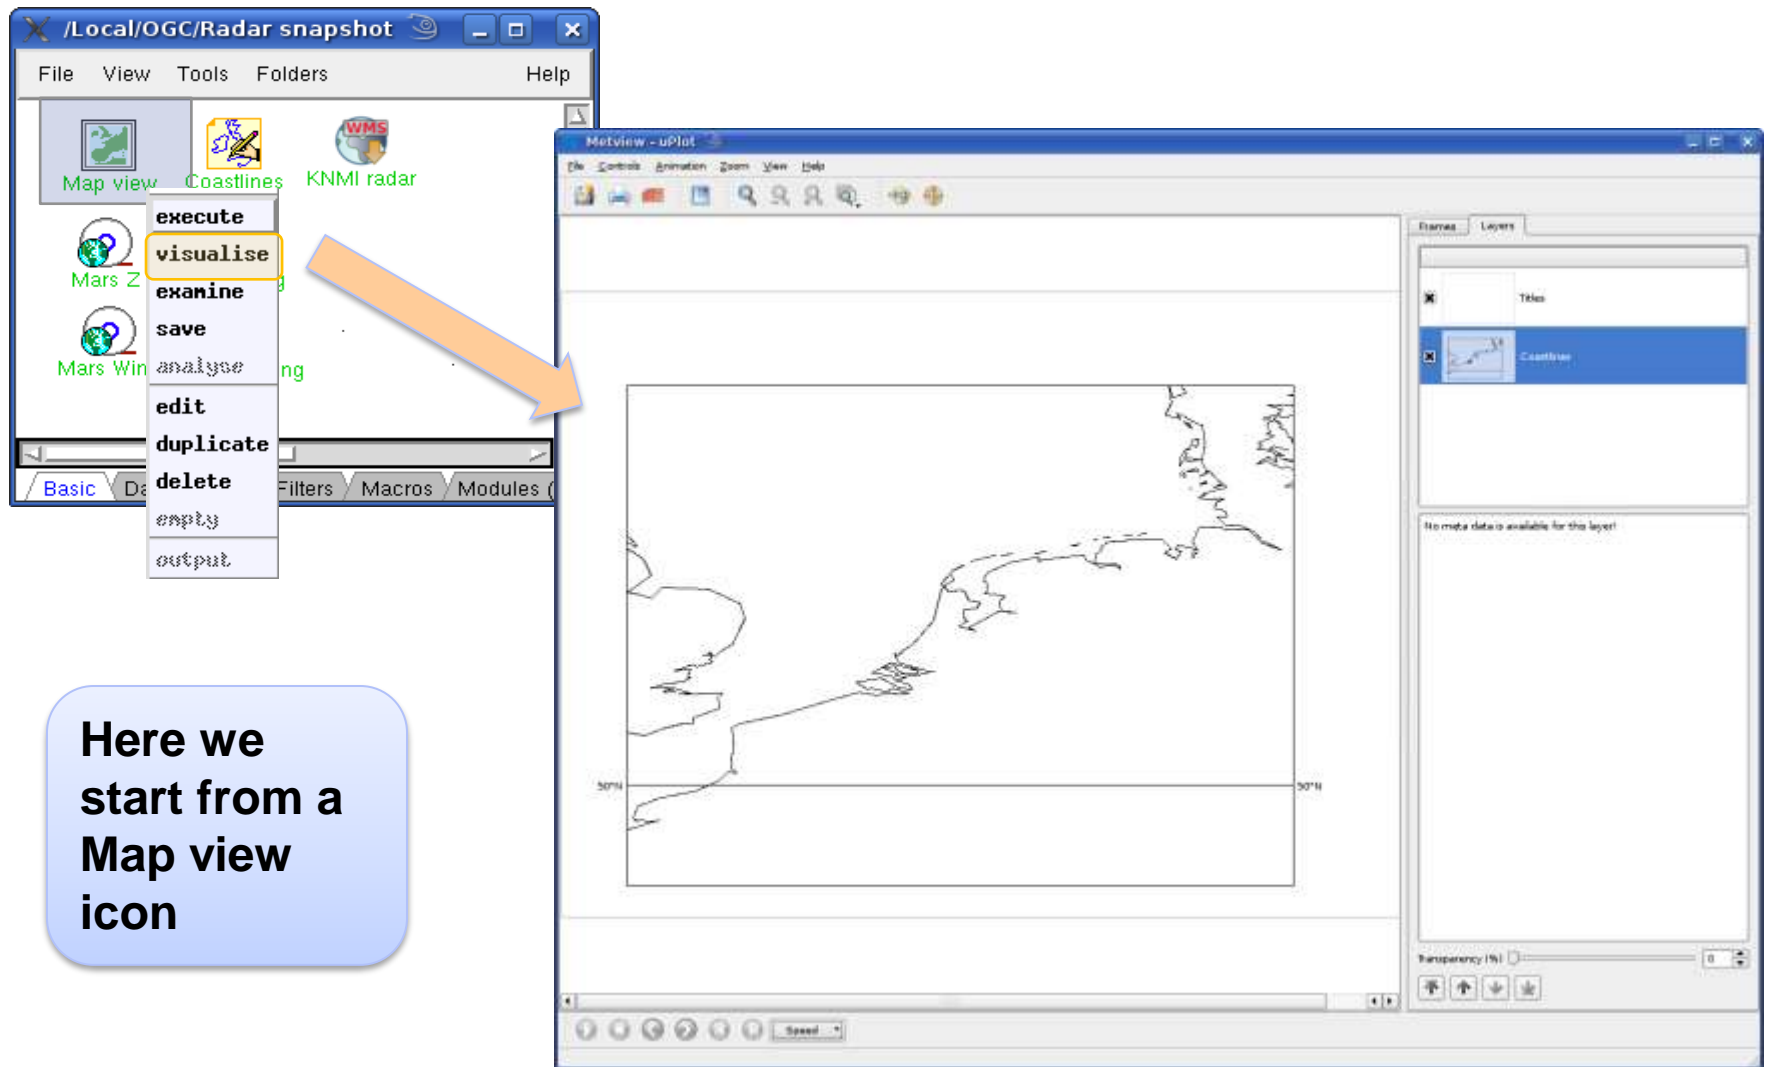 /Local/OGC/Radar snapshot
File View Tools Folders Help
WMS
Map view Coastlines KNMI radar
execute
visualise
Mars Z
examine
save
Mars Win
analyse
ng
edit
duplicate
delete
empty
output
Basic Da Filters Macros Modules (
Metview - uPlot
File Controls Animation Zoom View Help
Frames Layers
Titles
Coastlines
No meta data is available for this layer!
50°N 50°N
Transparency (%) 0
Speed
Here we
start from a
Map view
icon